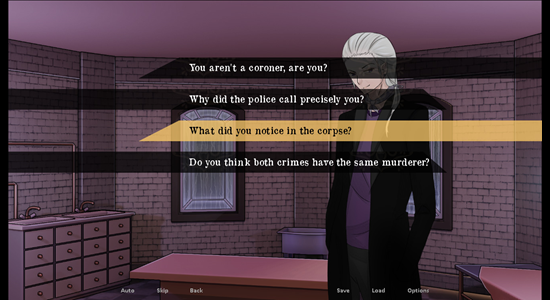 You aren't a coroner, are you?
Why did the police call precisely you?
What did you notice in the corpse?
Do you think both crimes have the same murderer?
Auto Skip Back Save Load Options